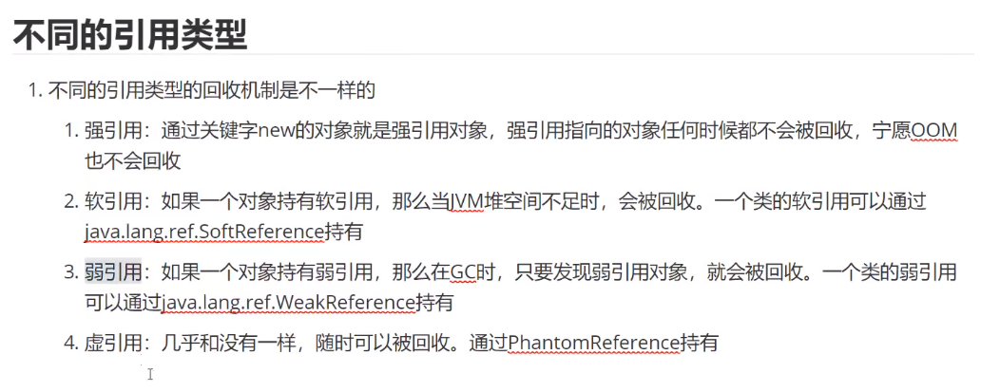 不同的引用类型
1. 不同的引用类型的回收机制是不一样的
1. 强引用：通过关键字new的对象就是强引用对象，强引用指向的对象任何时候都不会被回收，宁愿OOM
也不会回收
2. 软引用：如果一个对象持有软引用，那么当JVM堆空间不足时，会被回收。一个类的软引用可以通过
java.lang.ref.SoftReference持有
3. 弱引用：如果一个对象持有弱引用，那么在GC时，只要发现弱引用对象，就会被回收。一个类的弱引用
可以通过java.lang.ref.WeakReference持有
4. 虚引用：几乎和没有一样，随时可以被回收。通过PhantomReference持有